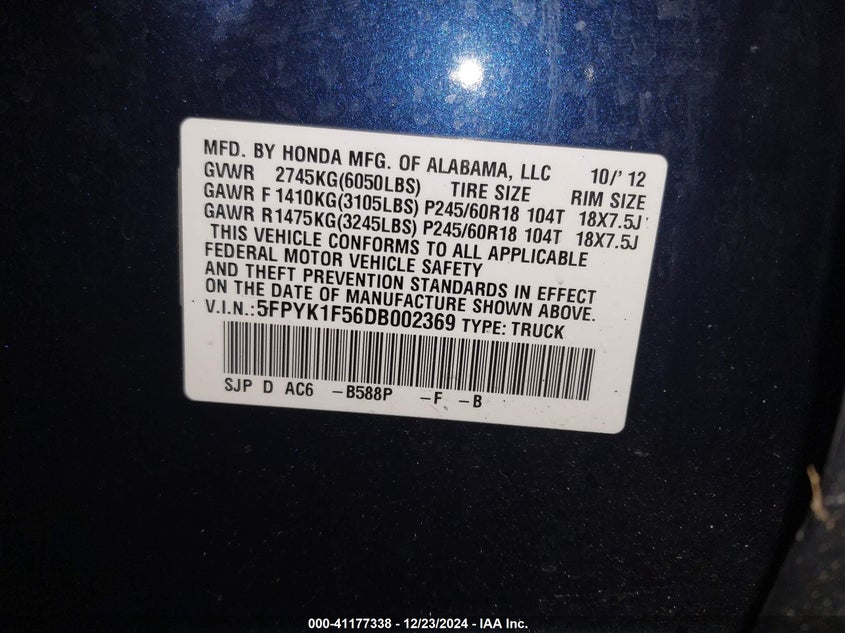 MFD. BY HONDA MFG. OF ALABAMA, LLC 10/' 12
GVWR 2745KG(6050LBS) TIRE SIZE RIM SIZE
GAWR F 1410KG(3105LBS) P245/60R18 104T 18X7.5J
GAWR R1475KG(3245LBS) P245/60R18 104T 18X7.5J
THIS VEHICLE CONFORMS TO ALL APPLICABLE
FEDERAL MOTOR VEHICLE SAFETY
AND THEFT PREVENTION STANDARDS IN EFFECT
ON THE DATE OF MANUFACTURE SHOWN ABOVE.
V.I.N.:5FPYK1F56DB002369 TYPE: TRUCK
SJP D AC6 -B588P -F -B
000-41177338 - 12/23/2024 - IAA Inc.